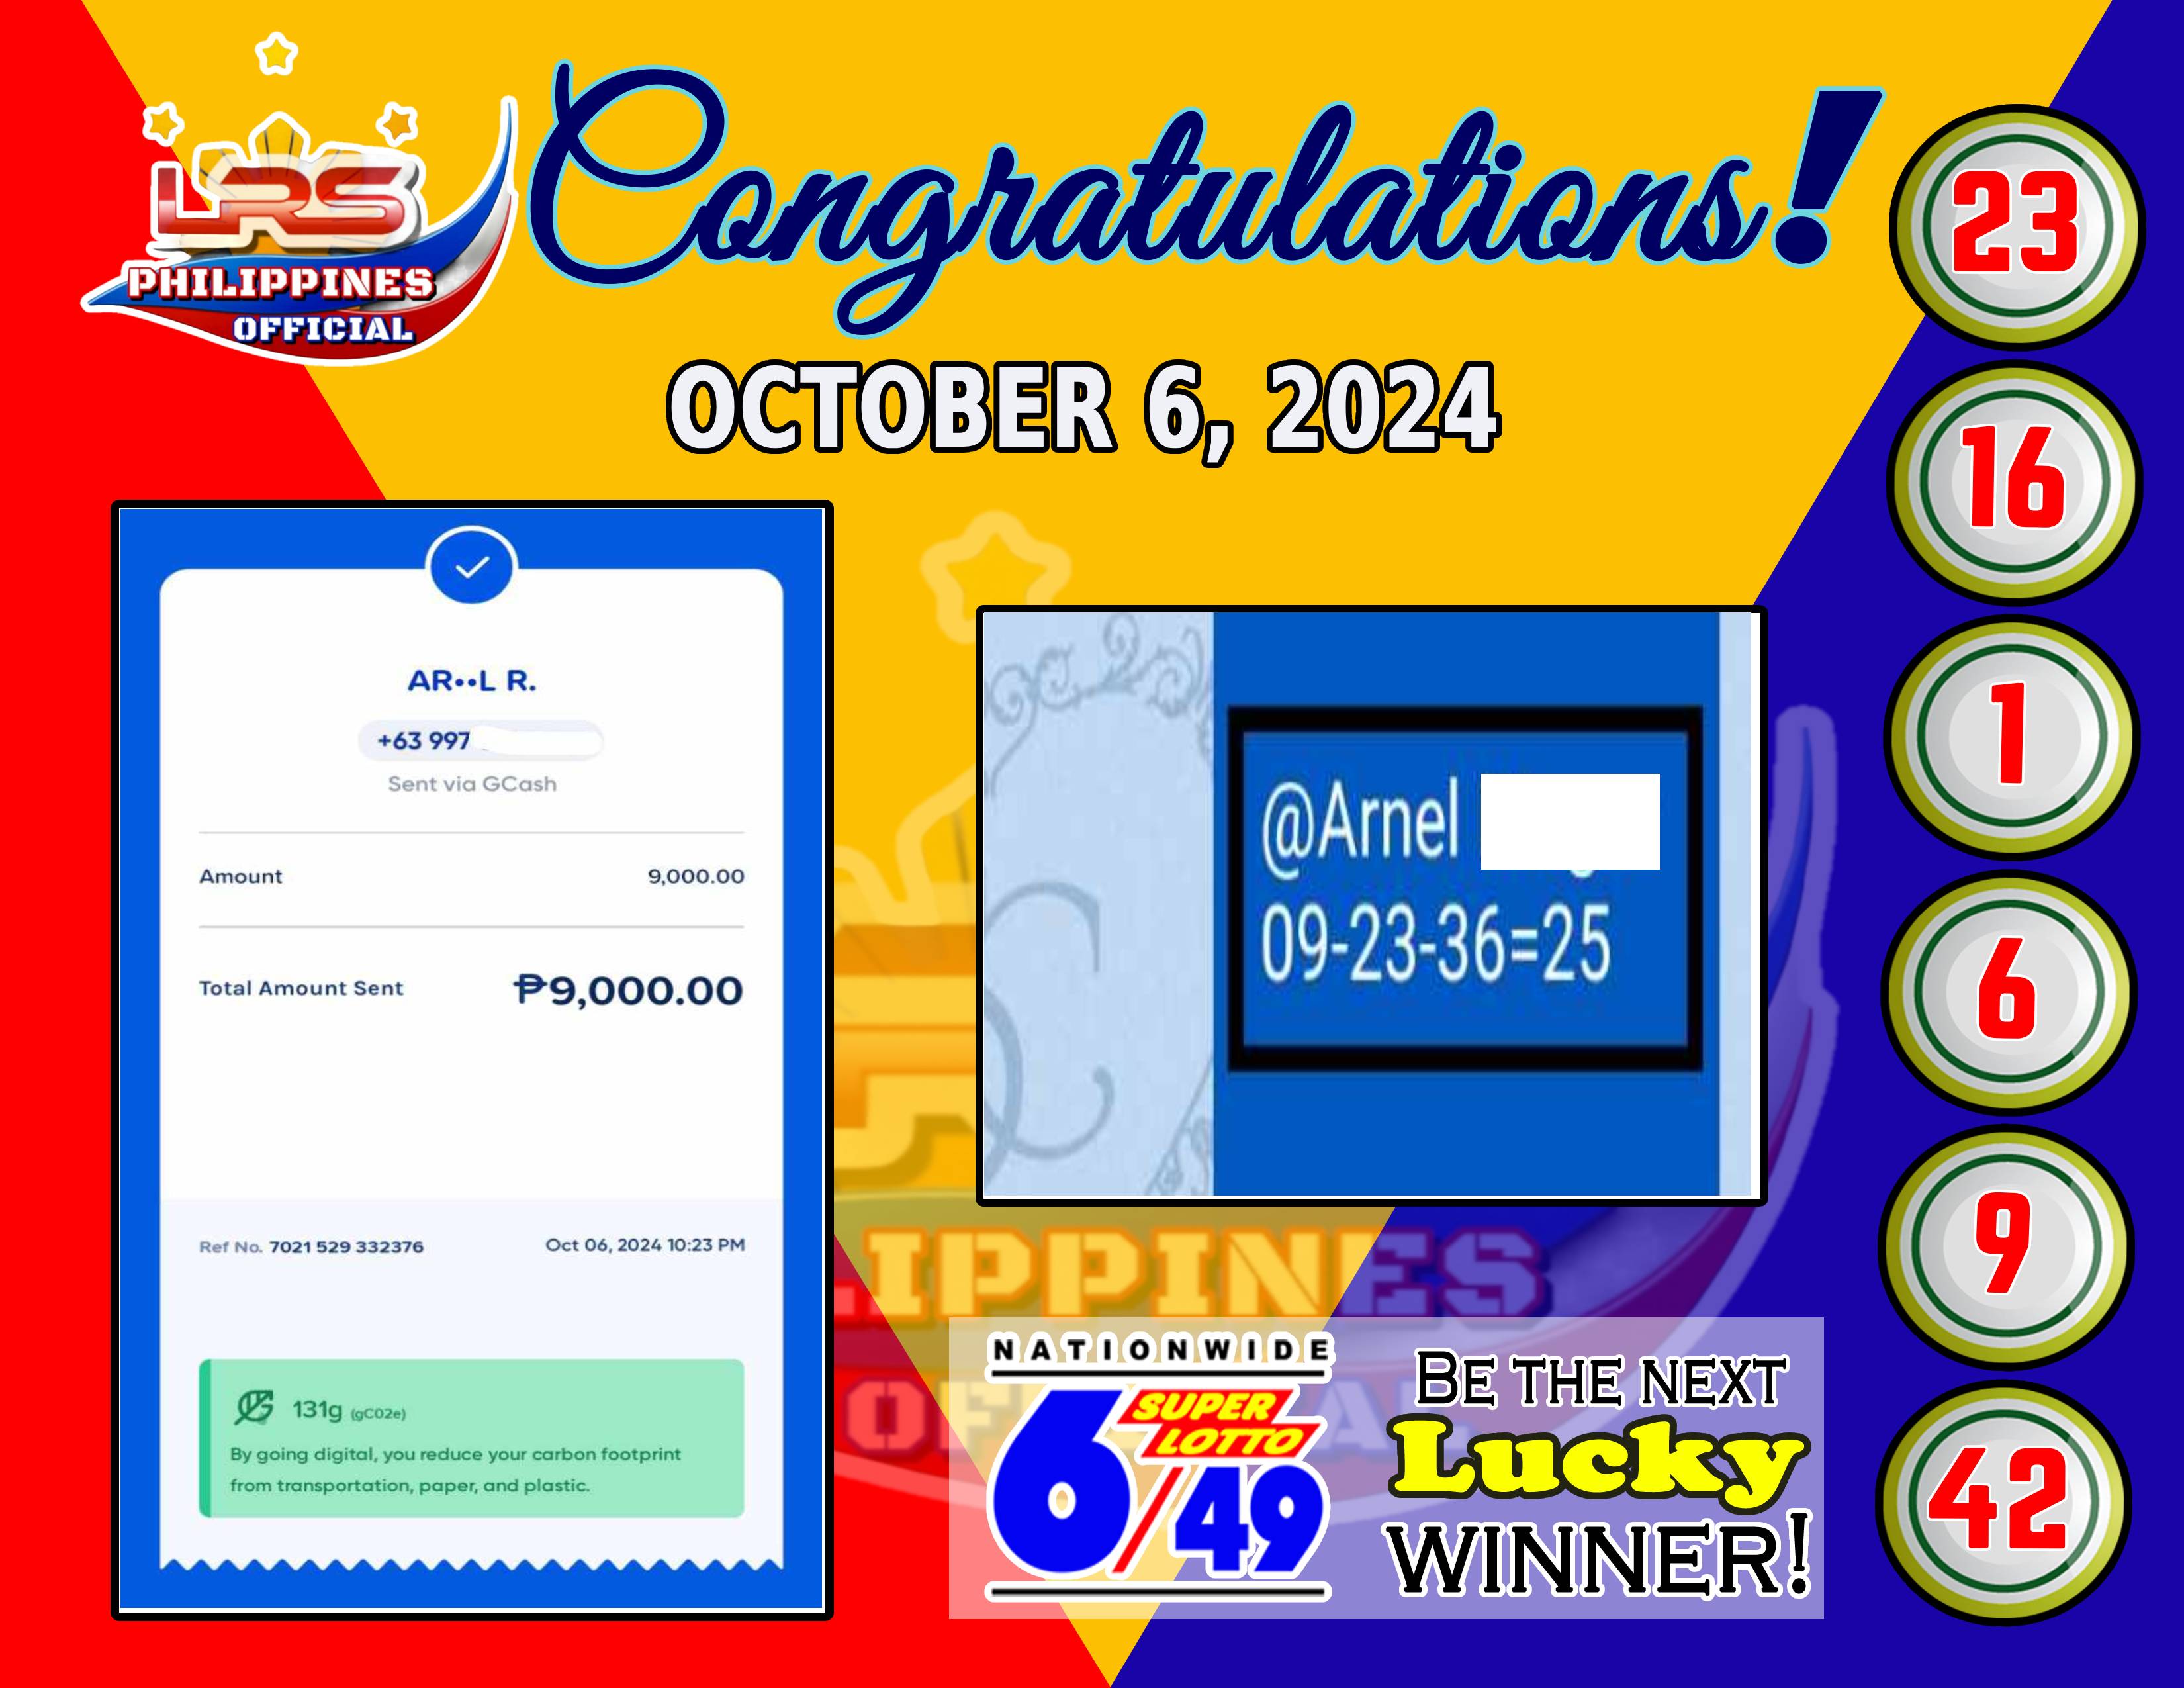 LRS
PHILIPPINES
OFFICIAL
Congratulations!
OCTOBER 6, 2024
AR••L R.
+63 997
Sent via GCash
Amount 9,000.00
Total Amount Sent ₱9,000.00
Ref No. 7021 529 332376 Oct 06, 2024 10:23 PM
131g (gCO2e)
By going digital, you reduce your carbon footprint
from transportation, paper, and plastic.
@Arnel
09-23-36=25
NATIONWIDE
SUPER
LOTTO
6/49
BE THE NEXT
Lucky
WINNER!
23
16
1
6
9
42